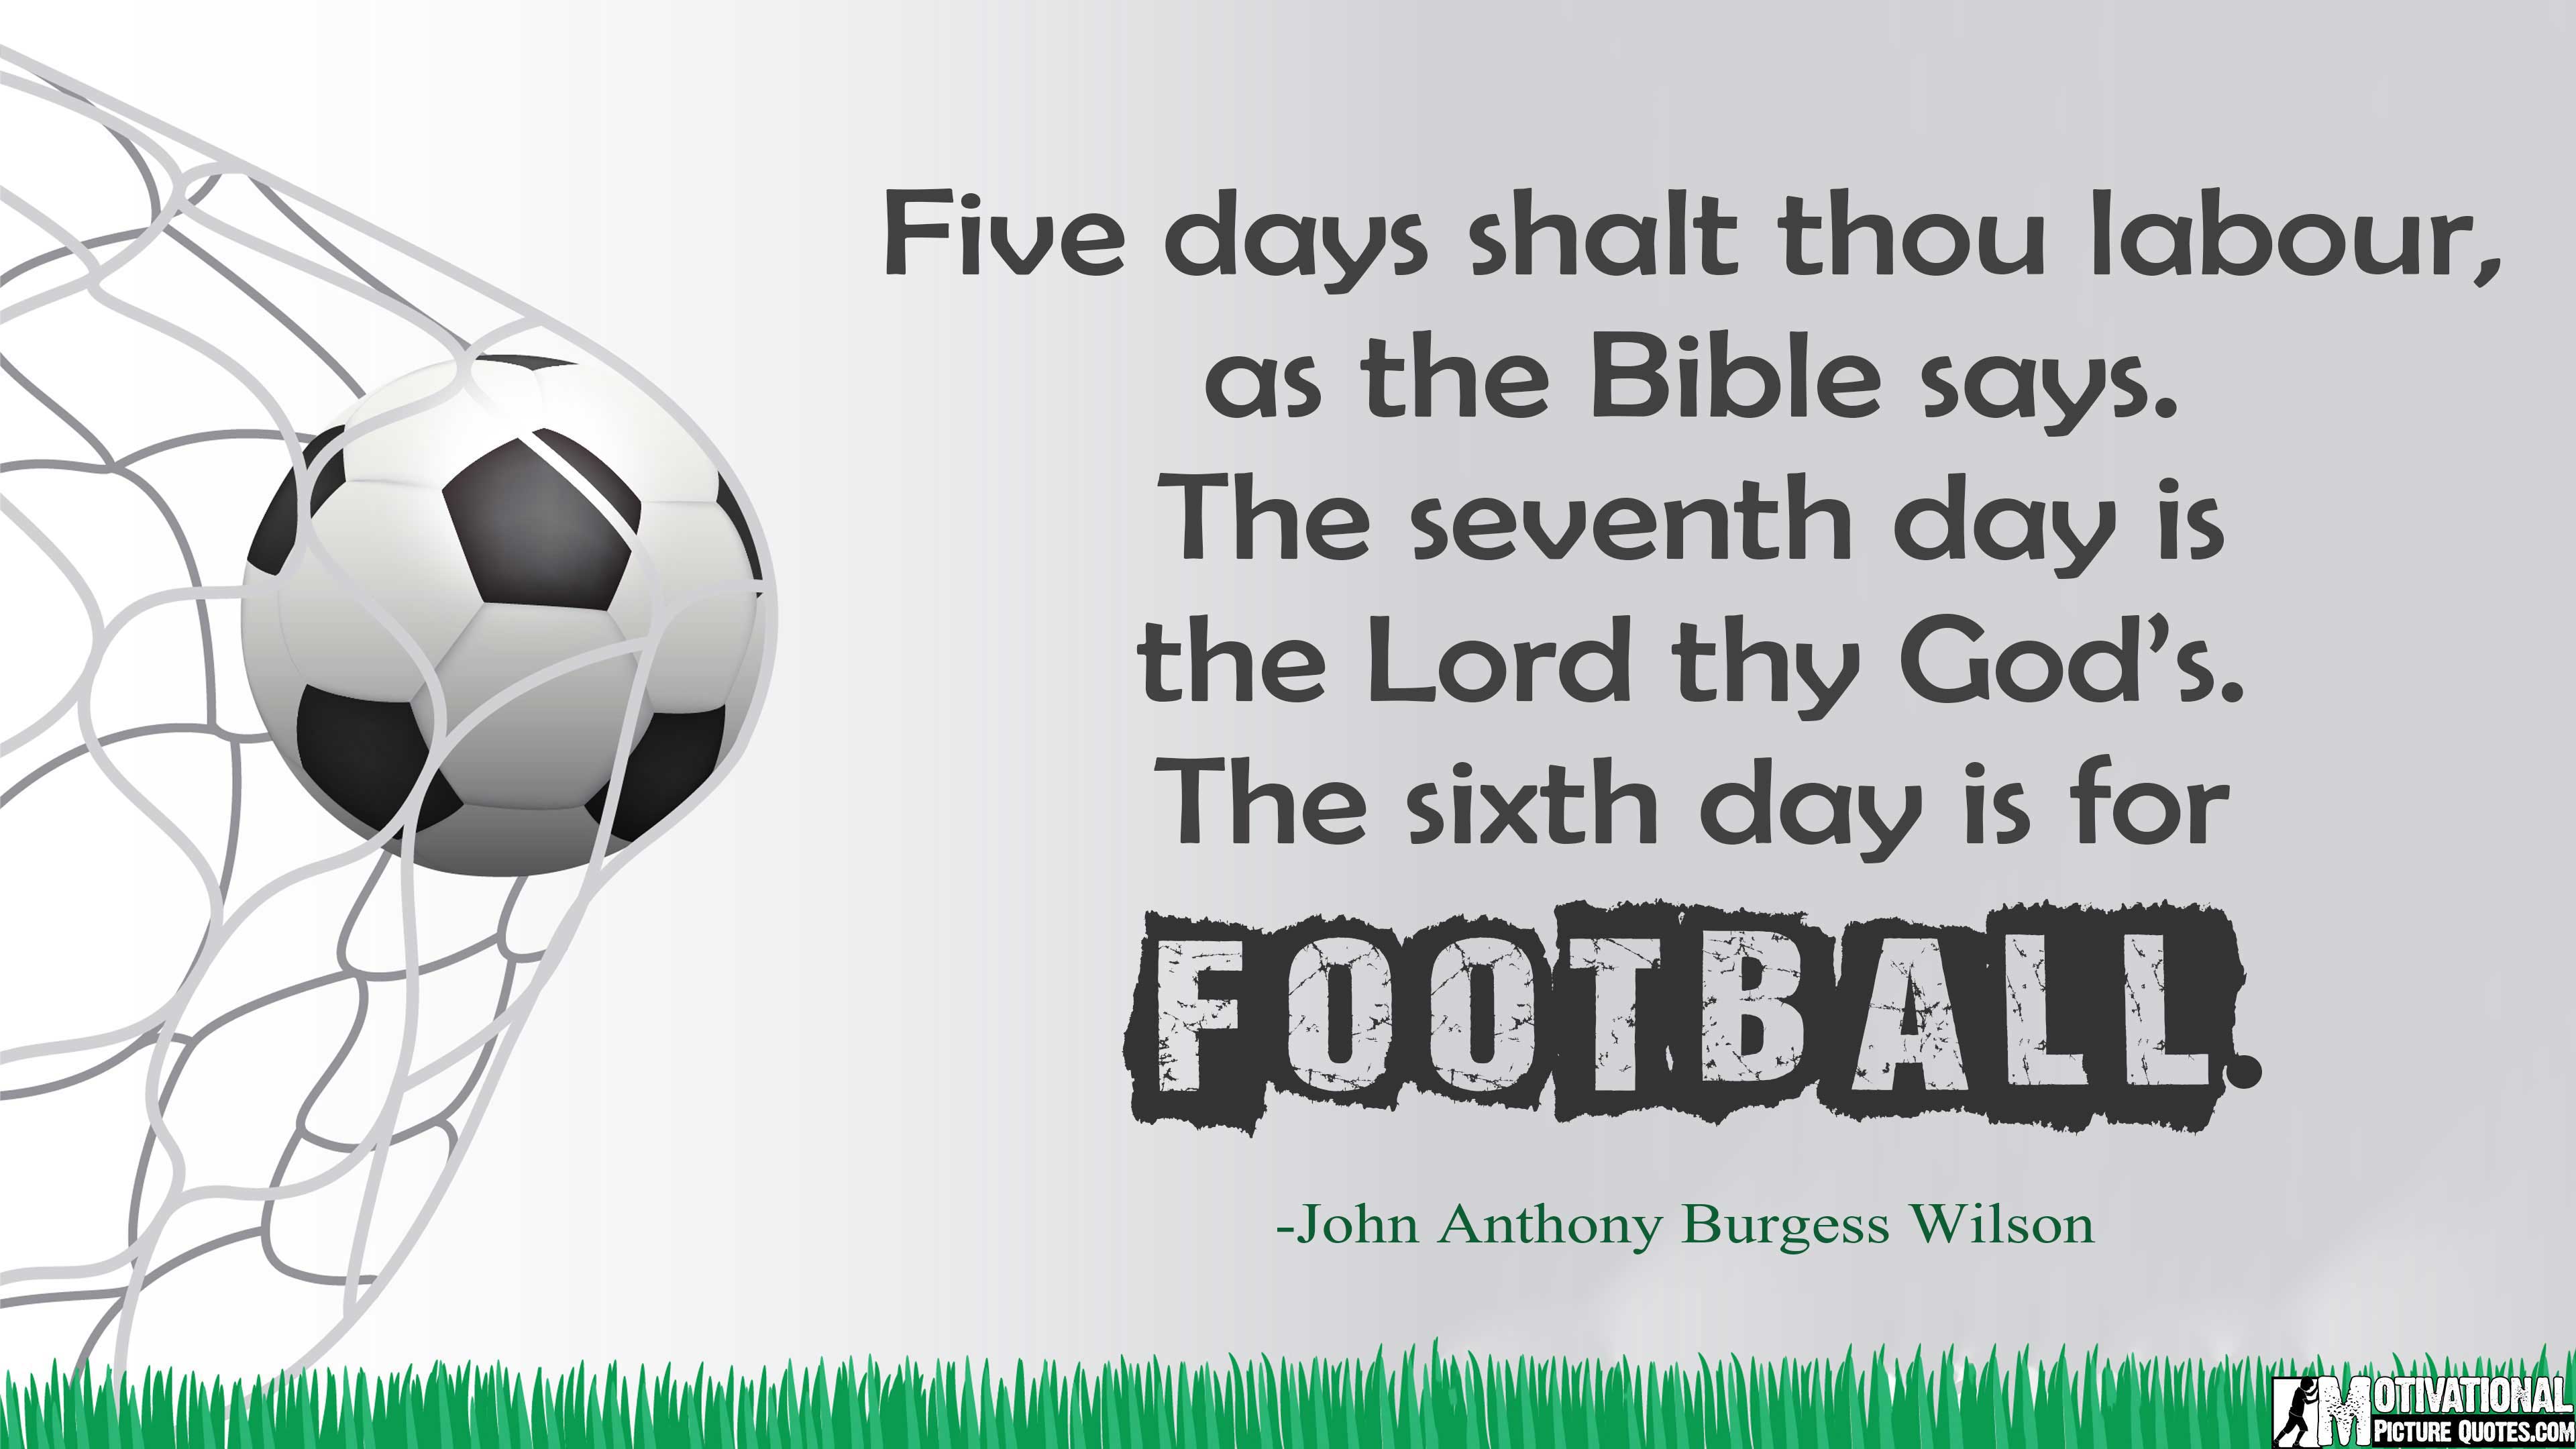 Five days shalt thou labour,
as the Bible says.
The seventh day is
the Lord thy God’s.
The sixth day is for
FOOTBALL.
-John Anthony Burgess Wilson
MOTIVATIONAL
PICTURE QUOTES.COM